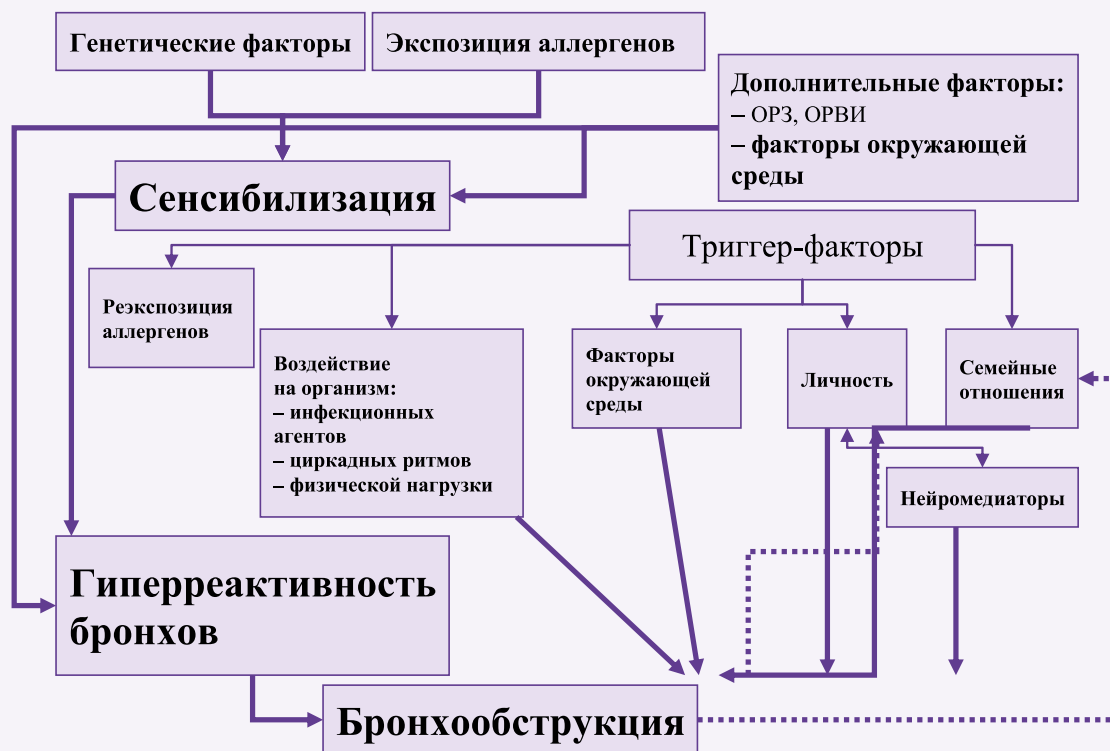 Генетические факторы
Экспозиция аллергенов
Дополнительные факторы:
– ОРЗ, ОРВИ
– факторы окружающей
среды
Сенсибилизация
Триггер-факторы
Реэкспозиция
аллергенов
Воздействие
на организм:
– инфекционных
агентов
– циркадных ритмов
– физической нагрузки
Факторы
окружающей
среды
Личность
Семейные
отношения
Нейромедиаторы
Гиперреактивность
бронхов
Бронхообструкция